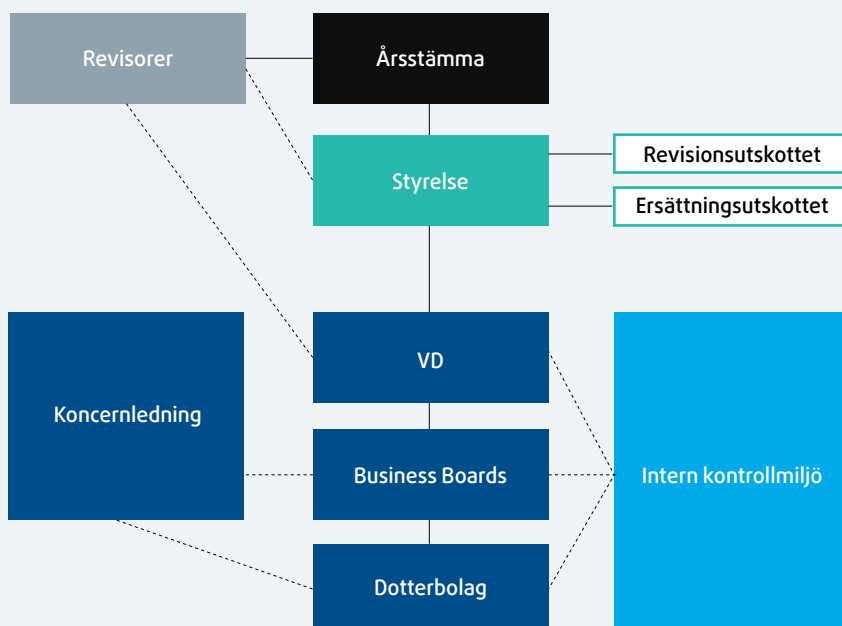 Revisorer
Årsstämma
Styrelse
Revisionsutskottet
Ersättningsutskottet
VD
Koncernledning
Business Boards
Intern kontrollmiljö
Dotterbolag